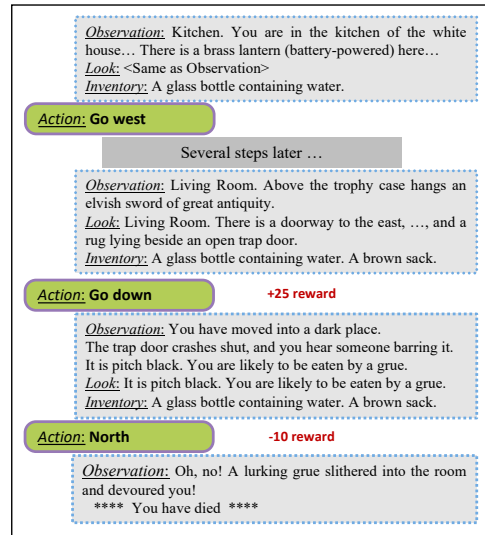 Observation: Kitchen. You are in the kitchen of the white
house… There is a brass lantern (battery-powered) here…
Look: <Same as Observation>
Inventory: A glass bottle containing water.
Action: Go west
Several steps later …
Observation: Living Room. Above the trophy case hangs an
elvish sword of great antiquity.
Look: Living Room. There is a doorway to the east, …, and a
rug lying beside an open trap door.
Inventory: A glass bottle containing water. A brown sack.
Action: Go down
+25 reward
Observation: You have moved into a dark place.
The trap door crashes shut, and you hear someone barring it.
It is pitch black. You are likely to be eaten by a grue.
Look: It is pitch black. You are likely to be eaten by a grue.
Inventory: A glass bottle containing water. A brown sack.
Action: North
-10 reward
Observation: Oh, no! A lurking grue slithered into the room
and devoured you!
**** You have died ****